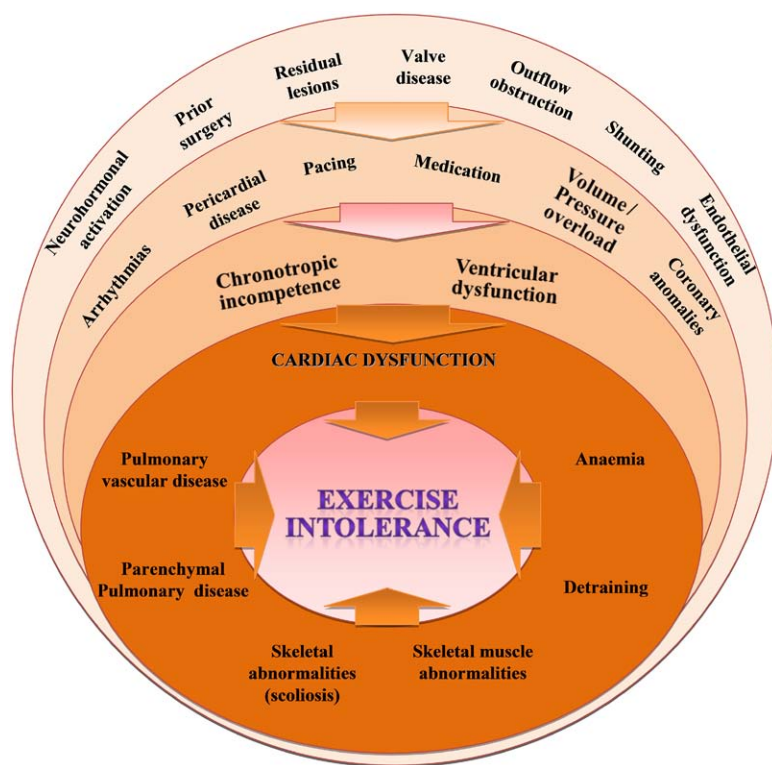 Neurohormonal
activation
Prior
surgery
Residual
lesions
Valve
disease
Outflow
obstruction
Shunting
Endothelial
dysfunction
Arrhythmias
Pericardial
disease
Pacing
Medication
Volume /
Pressure
overload
Coronary
anomalies
Chronotropic
incompetence
Ventricular
dysfunction
CARDIAC DYSFUNCTION
Pulmonary
vascular disease
Anaemia
EXERCISE
INTOLERANCE
Parenchymal
Pulmonary disease
Detraining
Skeletal
abnormalities
(scoliosis)
Skeletal muscle
abnormalities